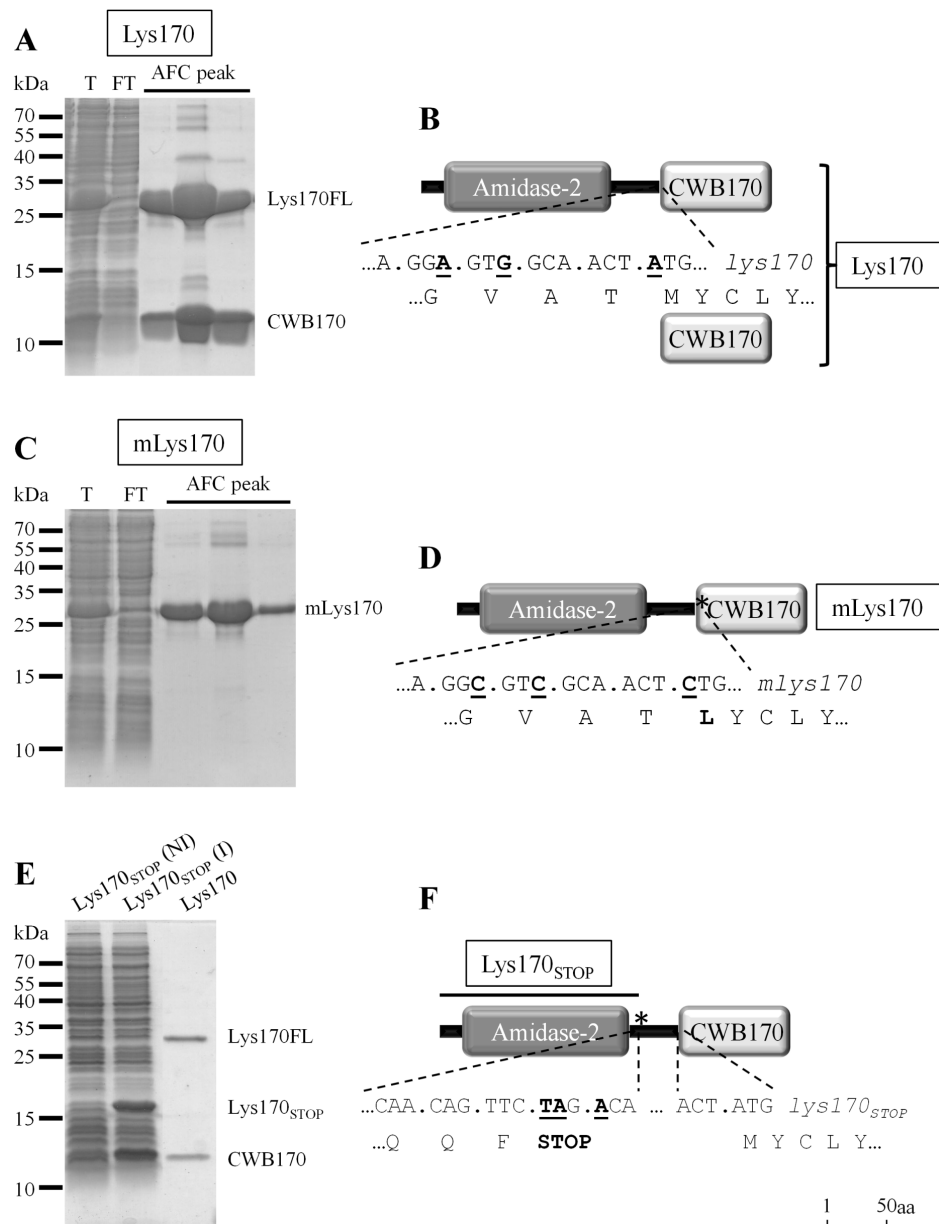 A
Lys170
kDa
T FT AFC peak
70
55
40
35
25
15
10
Lys170FL
CWB170
B
Amidase-2 CWB170
...A.GGA.GTG.GCA.ACT.ATG... lys170
...G V A T M Y C L Y...
CWB170
Lys170
C
mLys170
kDa
T FT AFC peak
70
55
40
35
25
15
10
mLys170
D
Amidase-2 *CWB170 mLys170
...A.GGC.GTC.GCA.ACT.CTG... mlys170
...G V A T L Y C L Y...
E
Lys170STOP (NI)
Lys170STOP (I)
Lys170
kDa
70
55
40
35
25
15
10
Lys170FL
Lys170STOP
CWB170
F
Lys170STOP
Amidase-2 * CWB170
...CAA.CAG.TTC.TAG.ACA ... ACT.ATG lys170STOP
...Q Q F STOP M Y C L Y...
1 50aa